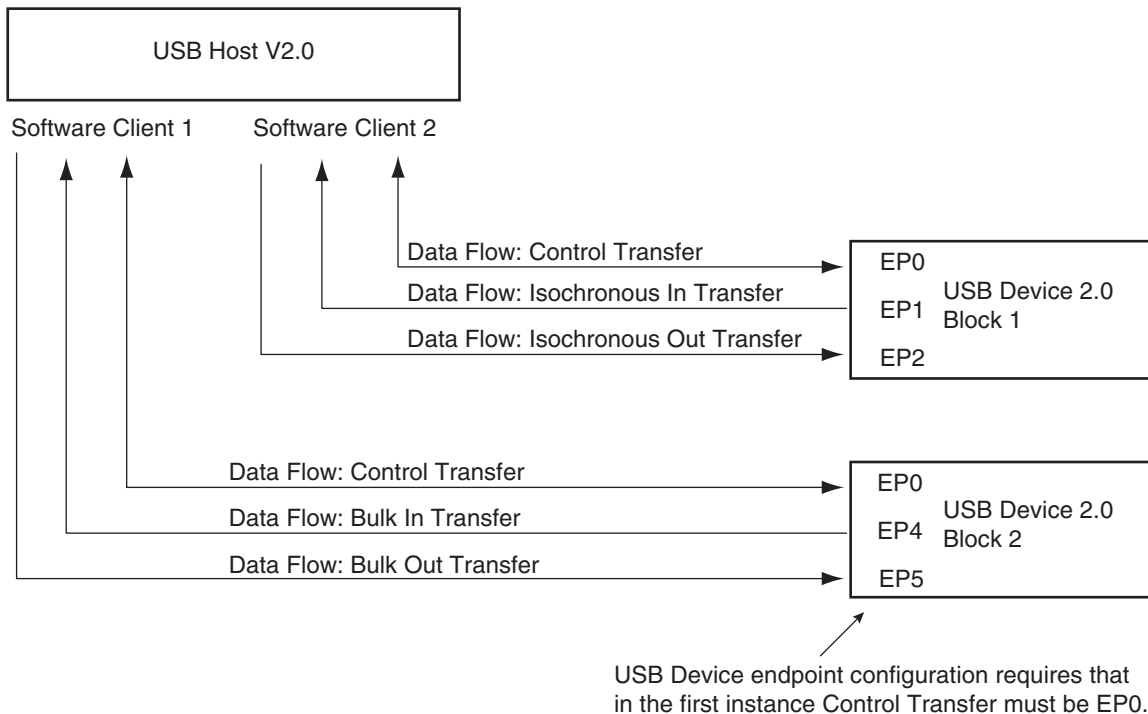 USB Host V2.0
Software Client 1
Software Client 2
Data Flow: Control Transfer
Data Flow: Isochronous In Transfer
Data Flow: Isochronous Out Transfer
EP0
EP1
EP2
USB Device 2.0
Block 1
Data Flow: Control Transfer
Data Flow: Bulk In Transfer
Data Flow: Bulk Out Transfer
EP0
EP4
EP5
USB Device 2.0
Block 2
USB Device endpoint configuration requires that
in the first instance Control Transfer must be EP0.